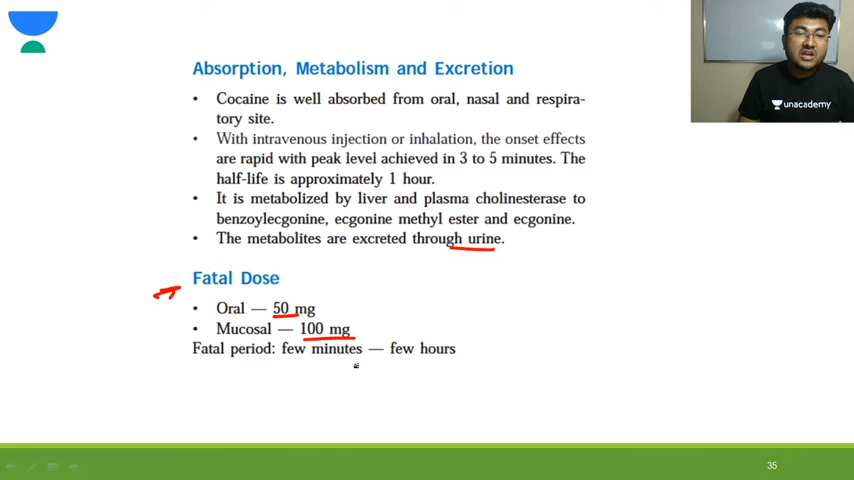 Absorption, Metabolism and Excretion
• Cocaine is well absorbed from oral, nasal and respira-
tory site.
• With intravenous injection or inhalation, the onset effects
are rapid with peak level achieved in 3 to 5 minutes. The
half-life is approximately 1 hour.
• It is metabolized by liver and plasma cholinesterase to
benzoylecgonine, ecgonine methyl ester and ecgonine.
• The metabolites are excreted through urine.
Fatal Dose
• Oral — 50 mg
• Mucosal — 100 mg
Fatal period: few minutes — few hours
unacademy
35